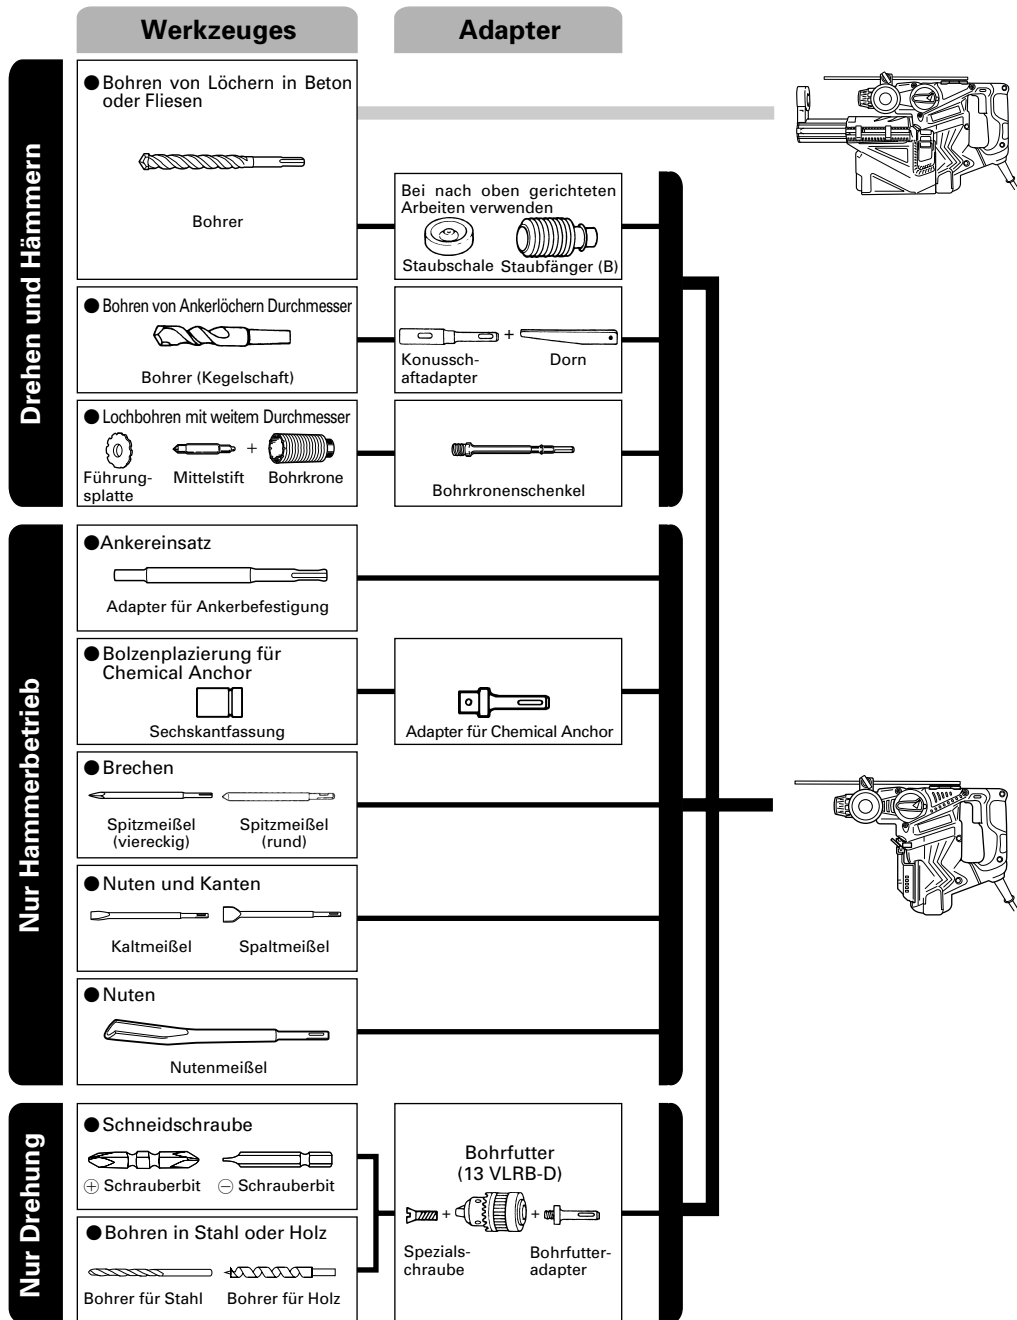 Werkzeuges
Adapter
Drehen und Hämmern
● Bohren von Löchern in Beton
oder Fliesen
Bohrer
Bei nach oben gerichteten
Arbeiten verwenden
Staubschale Staubfänger (B)
● Bohren von Ankerlöchern Durchmesser
Bohrer (Kegelschaft)
+
Konussch-
aftadapter
Dorn
● Lochbohren mit weitem Durchmesser
+
Führung-
splatte
Mittelstift
Bohrkrone
Bohrkronenschenkel
Nur Hammerbetrieb
●Ankereinsatz
Adapter für Ankerbefestigung
● Bolzenplazierung für
Chemical Anchor
Sechskantfassung
Adapter für Chemical Anchor
● Brechen
Spitzmeißel
(viereckig)
Spitzmeißel
(rund)
● Nuten und Kanten
Kaltmeißel
Spaltmeißel
● Nuten
Nutenmeißel
Nur Drehung
● Schneidschraube
⊕ Schrauberbit
⊖ Schrauberbit
● Bohren in Stahl oder Holz
Bohrer für Stahl
Bohrer für Holz
Bohrfutter
(13 VLRB-D)
+ +
Spezials-
chraube
Bohrfutter-
adapter